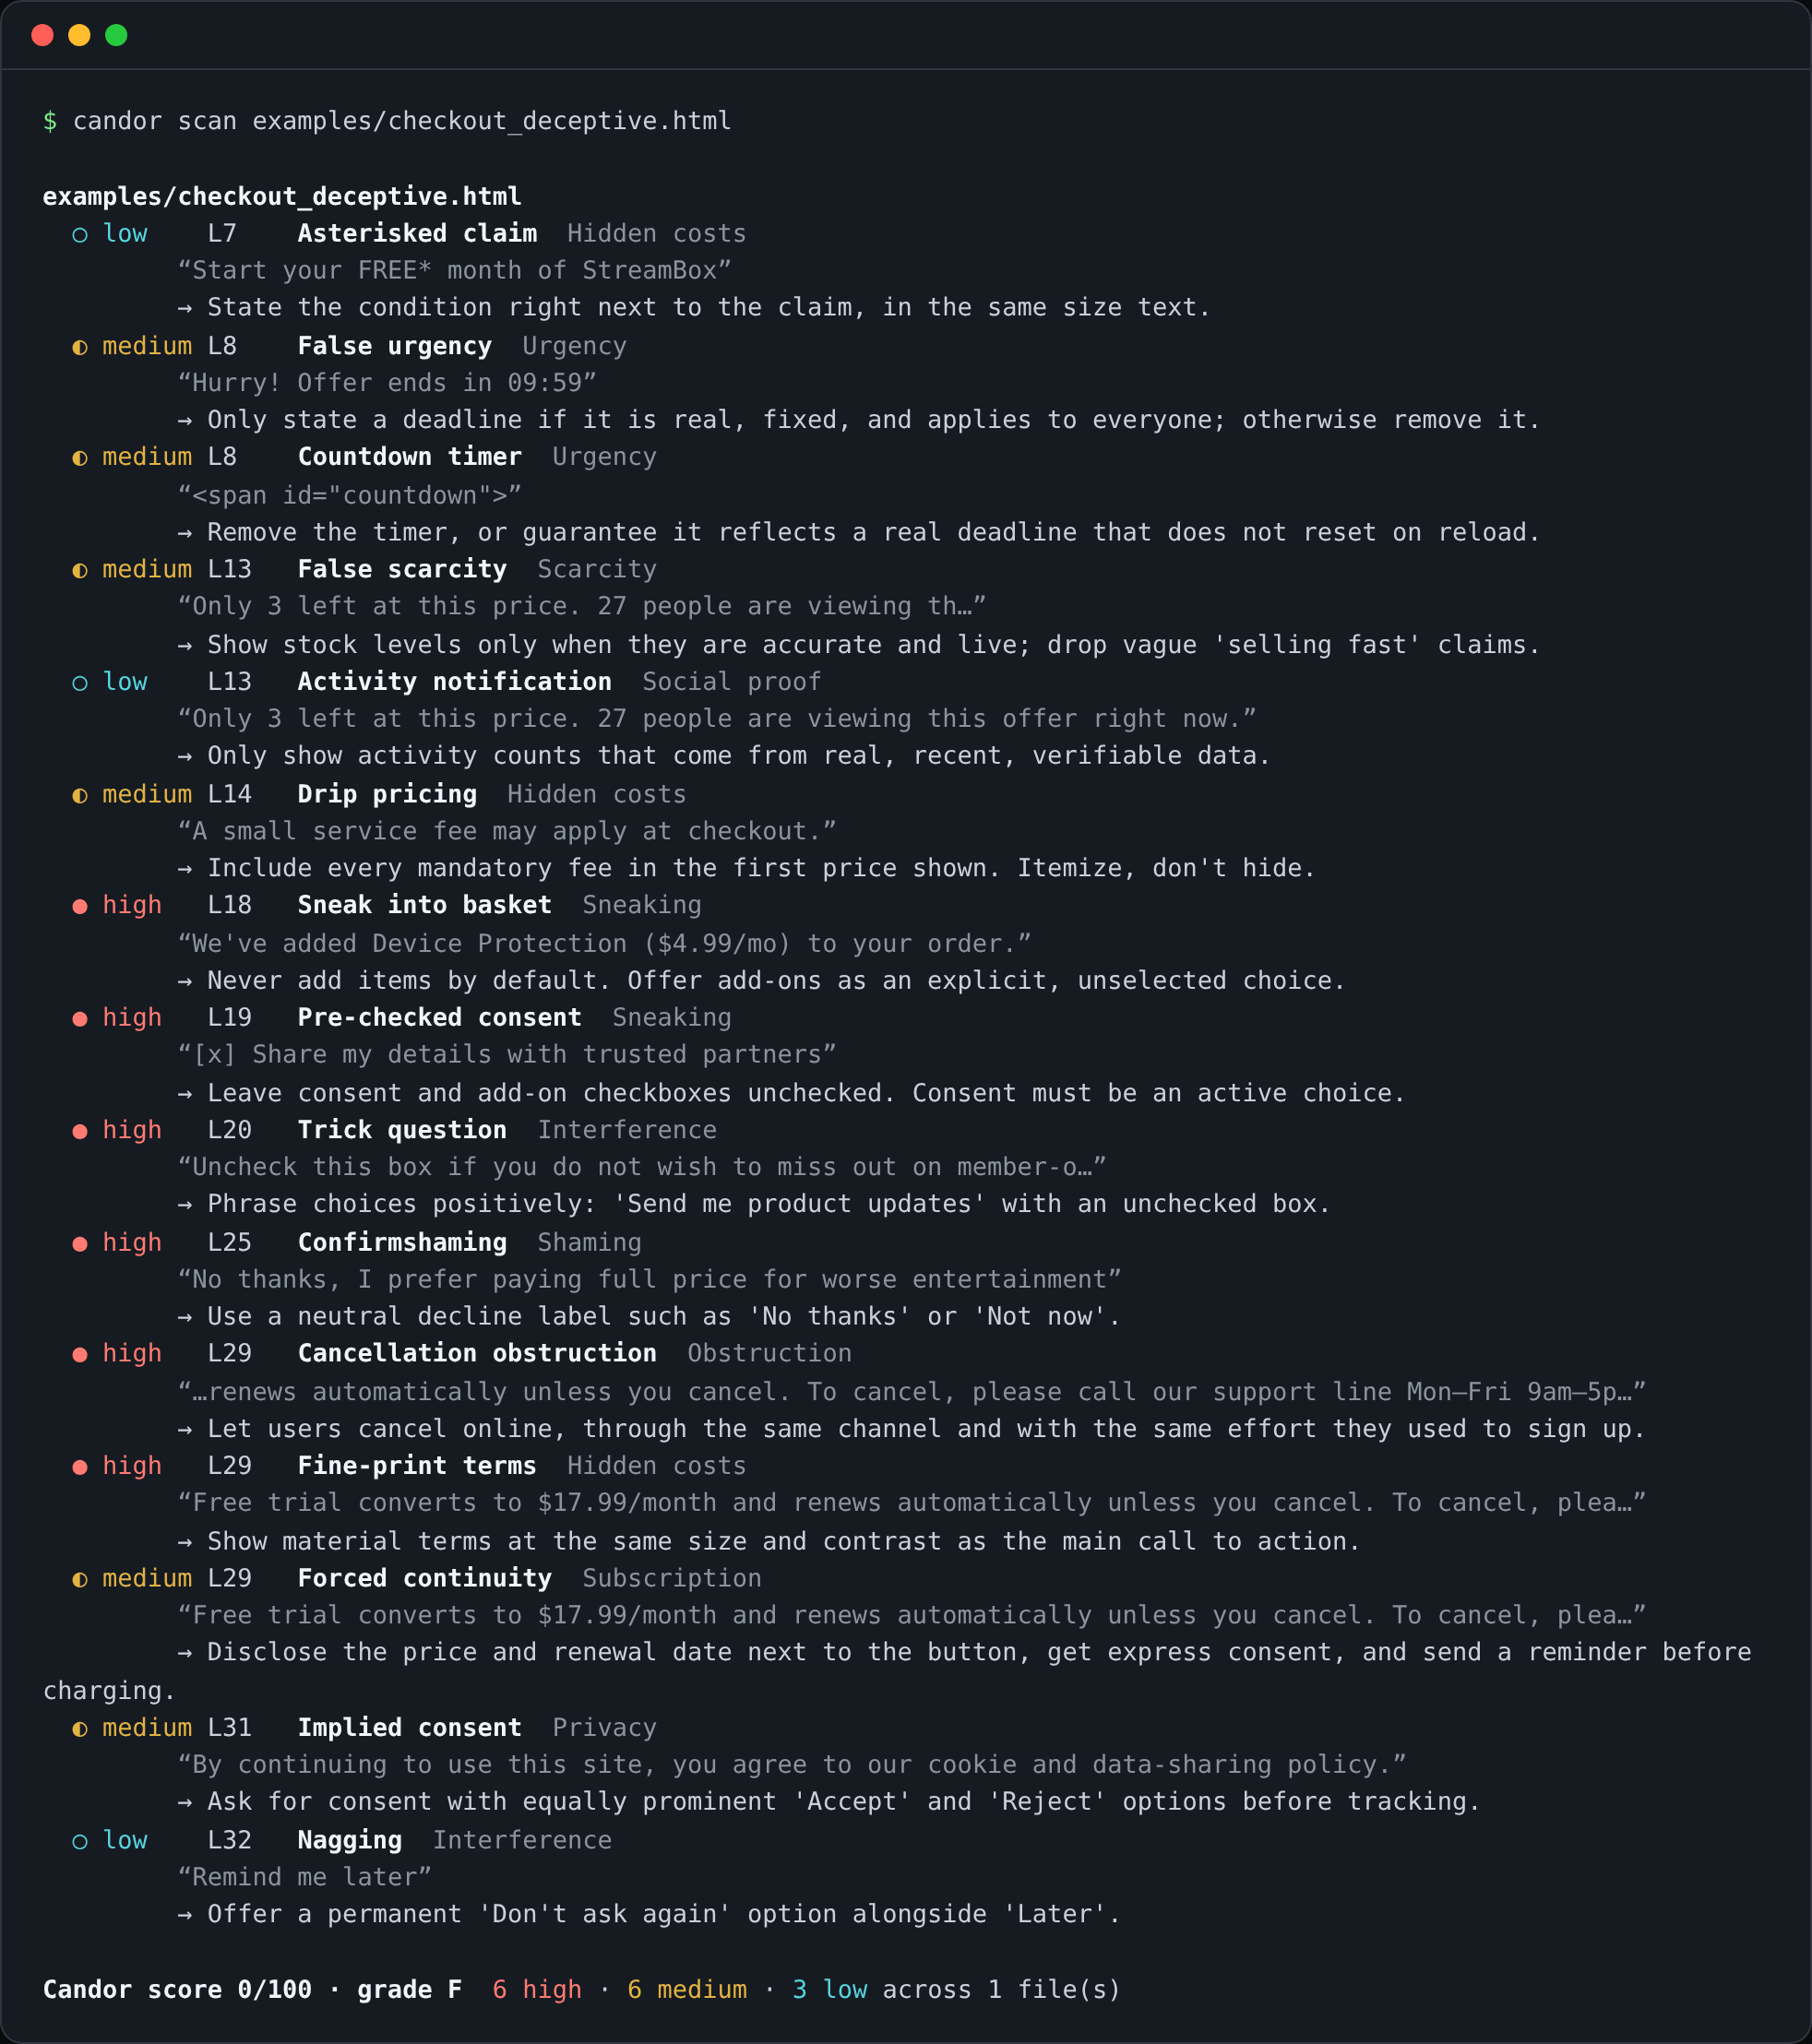 $ candor scan examples/checkout_deceptive.html
examples/checkout_deceptive.html
○ low L7 Asterisked claim Hidden costs
“Start your FREE* month of StreamBox”
→ State the condition right next to the claim, in the same size text.
◐ medium L8 False urgency Urgency
“Hurry! Offer ends in 09:59”
→ Only state a deadline if it is real, fixed, and applies to everyone; otherwise remove it.
◐ medium L8 Countdown timer Urgency
“<span id="countdown">”
→ Remove the timer, or guarantee it reflects a real deadline that does not reset on reload.
◐ medium L13 False scarcity Scarcity
“Only 3 left at this price. 27 people are viewing th…”
→ Show stock levels only when they are accurate and live; drop vague 'selling fast' claims.
○ low L13 Activity notification Social proof
“Only 3 left at this price. 27 people are viewing this offer right now.”
→ Only show activity counts that come from real, recent, verifiable data.
◐ medium L14 Drip pricing Hidden costs
“A small service fee may apply at checkout.”
→ Include every mandatory fee in the first price shown. Itemize, don't hide.
● high L18 Sneak into basket Sneaking
“We've added Device Protection ($4.99/mo) to your order.”
→ Never add items by default. Offer add-ons as an explicit, unselected choice.
● high L19 Pre-checked consent Sneaking
“[x] Share my details with trusted partners”
→ Leave consent and add-on checkboxes unchecked. Consent must be an active choice.
● high L20 Trick question Interference
“Uncheck this box if you do not wish to miss out on member-o…”
→ Phrase choices positively: 'Send me product updates' with an unchecked box.
● high L25 Confirmshaming Shaming
“No thanks, I prefer paying full price for worse entertainment”
→ Use a neutral decline label such as 'No thanks' or 'Not now'.
● high L29 Cancellation obstruction Obstruction
“…renews automatically unless you cancel. To cancel, please call our support line Mon–Fri 9am–5p…”
→ Let users cancel online, through the same channel and with the same effort they used to sign up.
● high L29 Fine-print terms Hidden costs
“Free trial converts to $17.99/month and renews automatically unless you cancel. To cancel, plea…”
→ Show material terms at the same size and contrast as the main call to action.
◐ medium L29 Forced continuity Subscription
“Free trial converts to $17.99/month and renews automatically unless you cancel. To cancel, plea…”
→ Disclose the price and renewal date next to the button, get express consent, and send a reminder before
charging.
◐ medium L31 Implied consent Privacy
“By continuing to use this site, you agree to our cookie and data-sharing policy.”
→ Ask for consent with equally prominent 'Accept' and 'Reject' options before tracking.
○ low L32 Nagging Interference
“Remind me later”
→ Offer a permanent 'Don't ask again' option alongside 'Later'.
Candor score 0/100 · grade F 6 high · 6 medium · 3 low across 1 file(s)